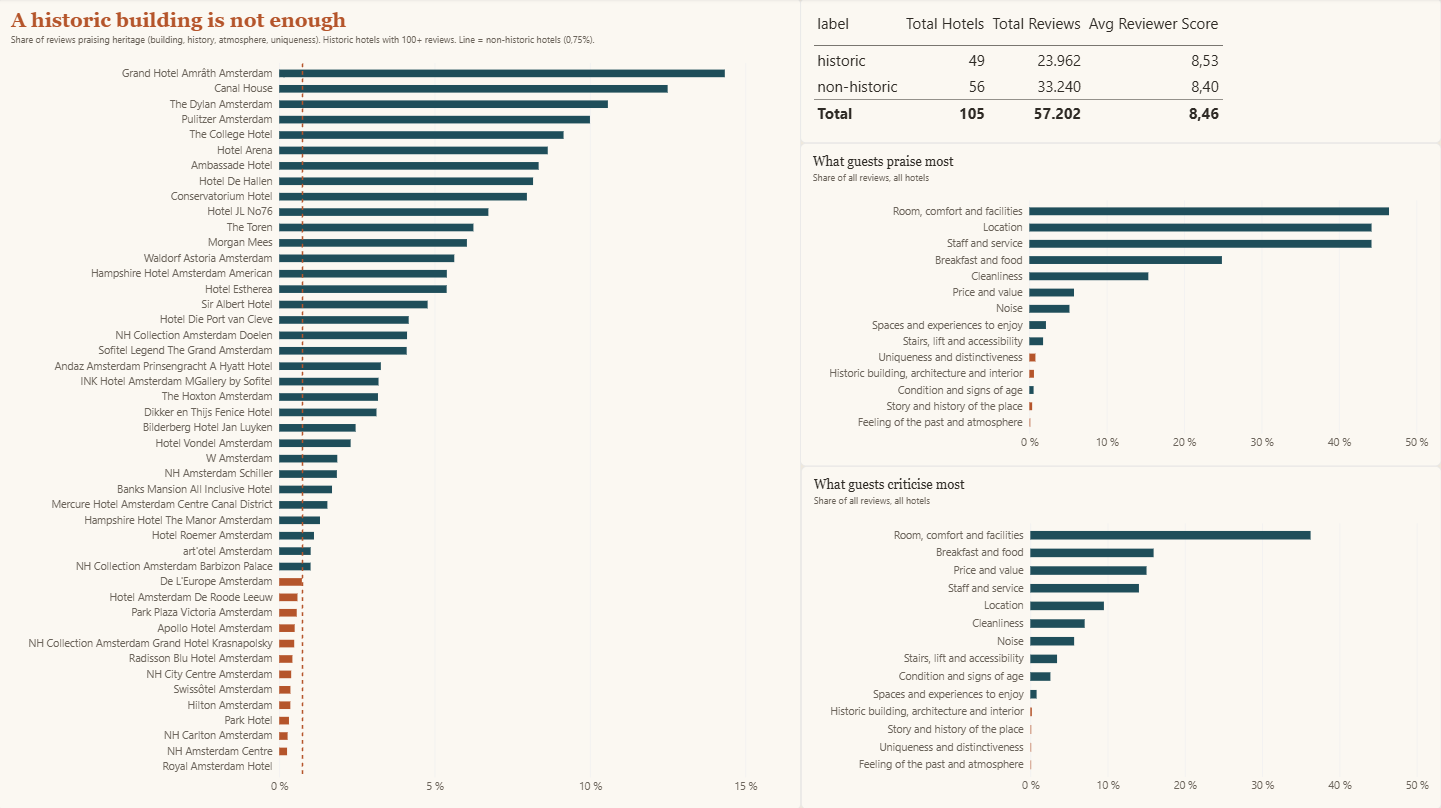 A historic building is not enough
Share of reviews praising heritage (building, history, atmosphere, uniqueness). Historic hotels with 100+ reviews. Line = non-historic hotels (0,75%).
Grand Hotel Amrâth Amsterdam
Canal House
The Dylan Amsterdam
Pulitzer Amsterdam
The College Hotel
Hotel Arena
Ambassade Hotel
Hotel De Hallen
Conservatorium Hotel
Hotel JL No76
The Toren
Morgan Mees
Waldorf Astoria Amsterdam
Hampshire Hotel Amsterdam American
Hotel Estherea
Sir Albert Hotel
Hotel Die Port van Cleve
NH Collection Amsterdam Doelen
Sofitel Legend The Grand Amsterdam
Andaz Amsterdam Prinsengracht A Hyatt Hotel
INK Hotel Amsterdam MGallery by Sofitel
The Hoxton Amsterdam
Dikker en Thijs Fenice Hotel
Bilderberg Hotel Jan Luyken
Hotel Vondel Amsterdam
W Amsterdam
NH Amsterdam Schiller
Banks Mansion All Inclusive Hotel
Mercure Hotel Amsterdam Centre Canal District
Hampshire Hotel The Manor Amsterdam
Hotel Roemer Amsterdam
art'otel Amsterdam
NH Collection Amsterdam Barbizon Palace
De L'Europe Amsterdam
Hotel Amsterdam De Roode Leeuw
Park Plaza Victoria Amsterdam
Apollo Hotel Amsterdam
NH Collection Amsterdam Grand Hotel Krasnapolsky
Radisson Blu Hotel Amsterdam
NH City Centre Amsterdam
Swissôtel Amsterdam
Hilton Amsterdam
Park Hotel
NH Carlton Amsterdam
NH Amsterdam Centre
Royal Amsterdam Hotel
0 % 5 % 10 % 15 %
label Total Hotels Total Reviews Avg Reviewer Score
historic 49 23.962 8,53
non-historic 56 33.240 8,40
Total 105 57.202 8,46
What guests praise most
Share of all reviews, all hotels
Room, comfort and facilities
Location
Staff and service
Breakfast and food
Cleanliness
Price and value
Noise
Spaces and experiences to enjoy
Stairs, lift and accessibility
Uniqueness and distinctiveness
Historic building, architecture and interior
Condition and signs of age
Story and history of the place
Feeling of the past and atmosphere
0 % 10 % 20 % 30 % 40 % 50 %
What guests criticise most
Share of all reviews, all hotels
Room, comfort and facilities
Breakfast and food
Price and value
Staff and service
Location
Cleanliness
Noise
Stairs, lift and accessibility
Condition and signs of age
Spaces and experiences to enjoy
Historic building, architecture and interior
Story and history of the place
Uniqueness and distinctiveness
Feeling of the past and atmosphere
0 % 10 % 20 % 30 % 40 % 50 %